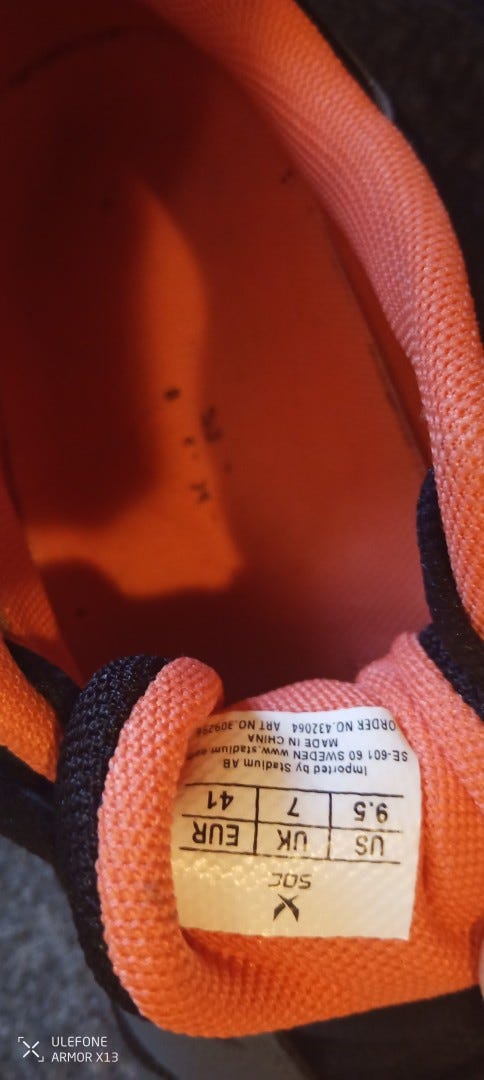 SOC
US UK EUR
9.5 7 41
Imported by Stadium AB
SE-601 60 SWEDEN www.stadium
MADE IN CHINA
ORDER NO.432064 ART NO.
ULEFONE
ARMOR X13